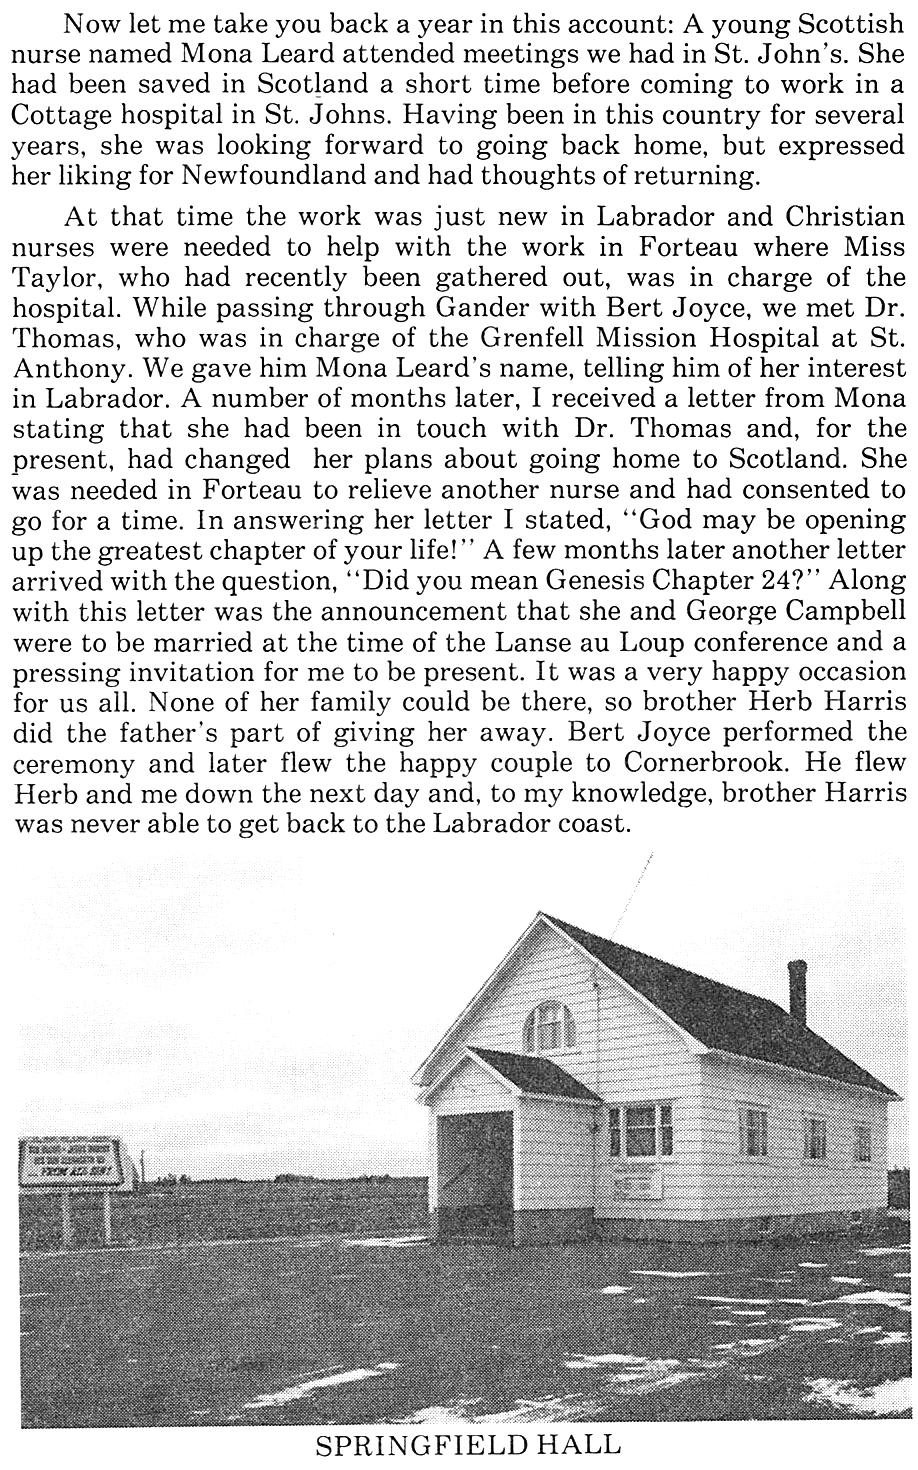 Now let me take you back a year in this account: A young Scottish
nurse named Mona Leard attended meetings we had in St. John's. She
had been saved in Scotland a short time before coming to work in a
Cottage hospital in St. Johns. Having been in this country for several
years, she was looking forward to going back home, but expressed
her liking for Newfoundland and had thoughts of returning.
At that time the work was just new in Labrador and Christian
nurses were needed to help with the work in Forteau where Miss
Taylor, who had recently been gathered out, was in charge of the
hospital. While passing through Gander with Bert Joyce, we met Dr.
Thomas, who was in charge of the Grenfell Mission Hospital at St.
Anthony. We gave him Mona Leard's name, telling him of her interest
in Labrador. A number of months later, I received a letter from Mona
stating that she had been in touch with Dr. Thomas and, for the
present, had changed her plans about going home to Scotland. She
was needed in Forteau to relieve another nurse and had consented to
go for a time. In answering her letter I stated, "God may be opening
up the greatest chapter of your life!" A few months later another letter
arrived with the question, "Did you mean Genesis Chapter 24?" Along
with this letter was the announcement that she and George Campbell
were to be married at the time of the Lanse au Loup conference and a
pressing invitation for me to be present. It was a very happy occasion
for us all. None of her family could be there, so brother Herb Harris
did the father's part of giving her away. Bert Joyce performed the
ceremony and later flew the happy couple to Cornerbrook. He flew
Herb and me down the next day and, to my knowledge, brother Harris
was never able to get back to the Labrador coast.
... FROM ALL SIN!
SPRINGFIELD HALL